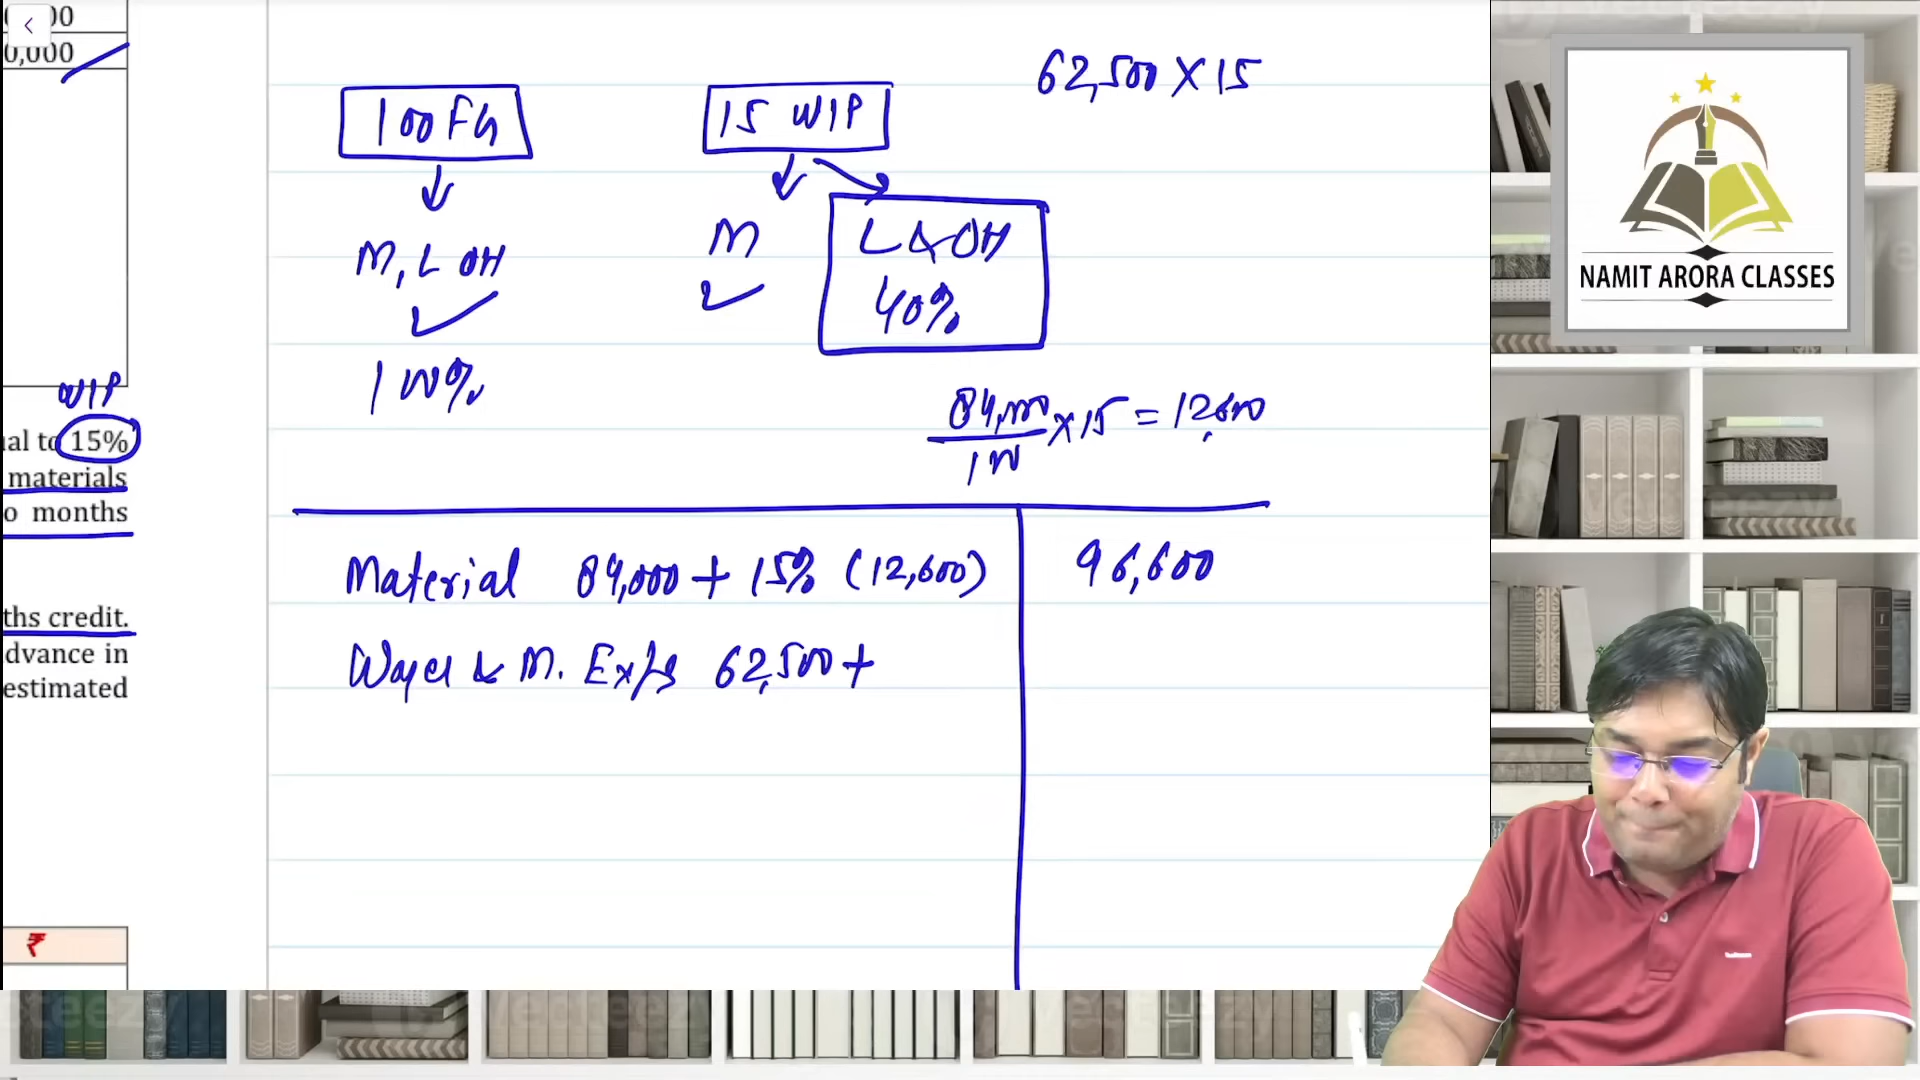 00
0,000
62,500 × 15
100 FG
15 WIP
M, L OH
M
L & OH
40%
100%
WIP
84,000/100 × 15 = 12,600
al to 15%
materials
o months
Material 84,000 + 15% (12,600)
96,600
ths credit.
dvance in
estimated
Wages & M. Exps 62,500 +
₹
NAMIT ARORA CLASSES